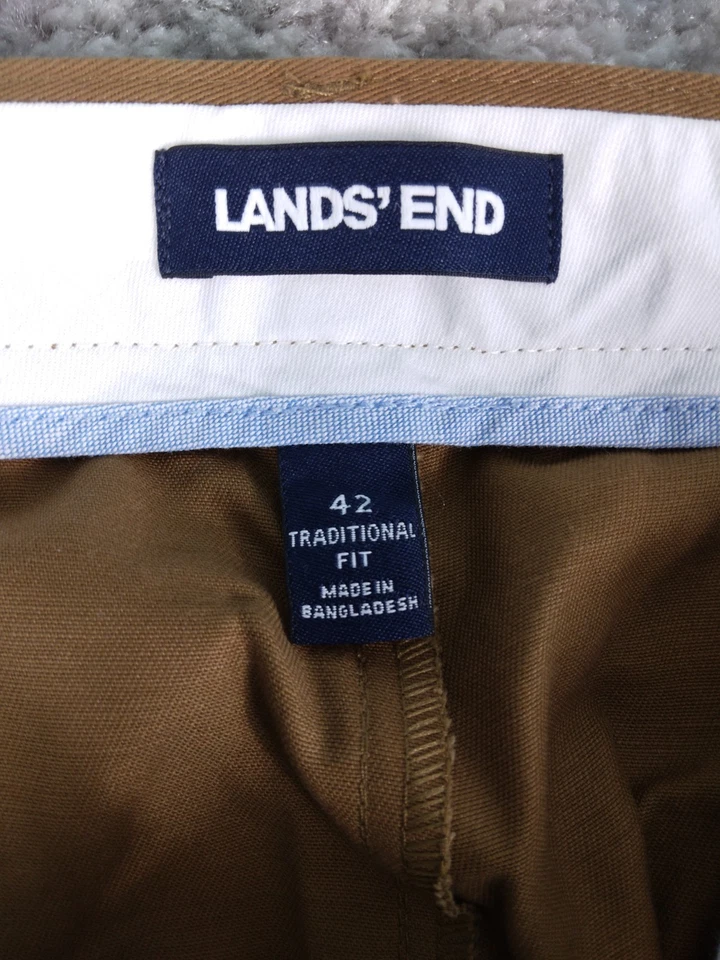 LANDS' END
42
TRADITIONAL
FIT
MADE IN
BANGLADESH